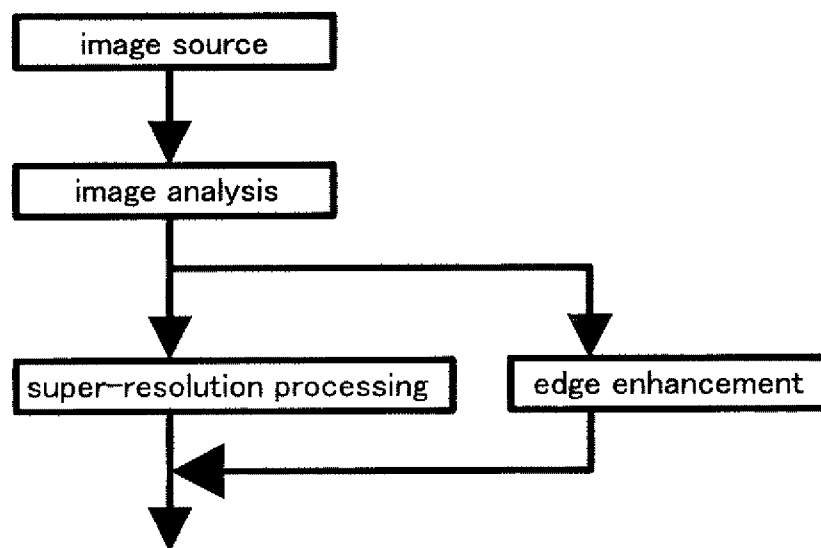 image source
image analysis
super-resolution processing
edge enhancement